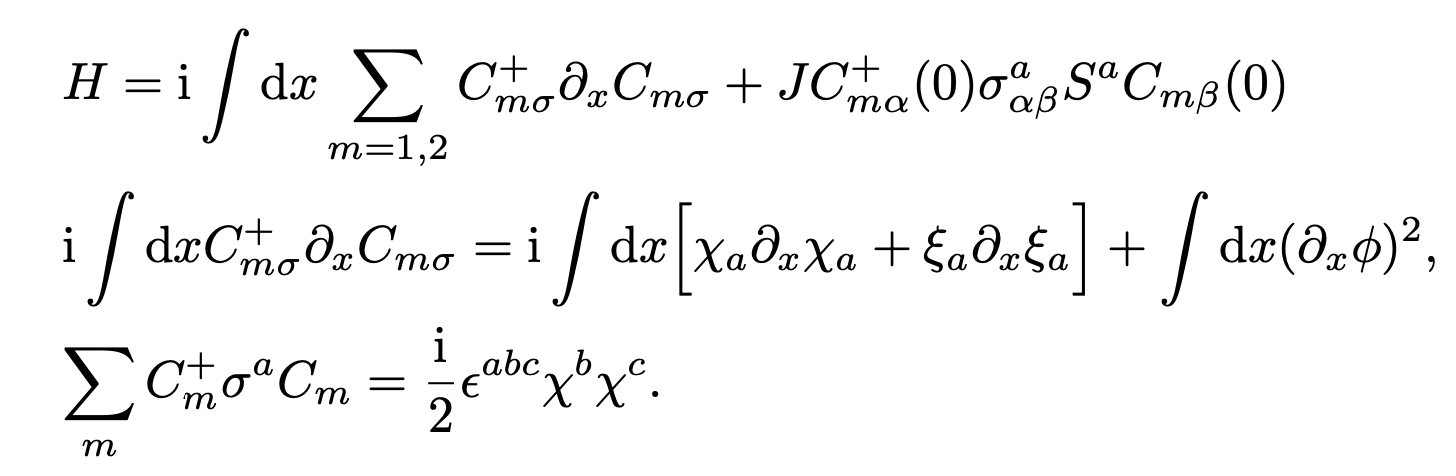 H = i ∫ dx ∑_{m=1,2} C^+_{mσ} ∂_x C_{mσ} + J C^+_{mα}(0) σ^a_{αβ} S^a C_{mβ}(0)
i ∫ dx C^+_{mσ} ∂_x C_{mσ} = i ∫ dx [χ_a ∂_x χ_a + ξ_a ∂_x ξ_a] + ∫ dx (∂_x ϕ)^2,
∑_m C^+_m σ^a C_m = \frac{i}{2} ϵ^{abc} χ^b χ^c.